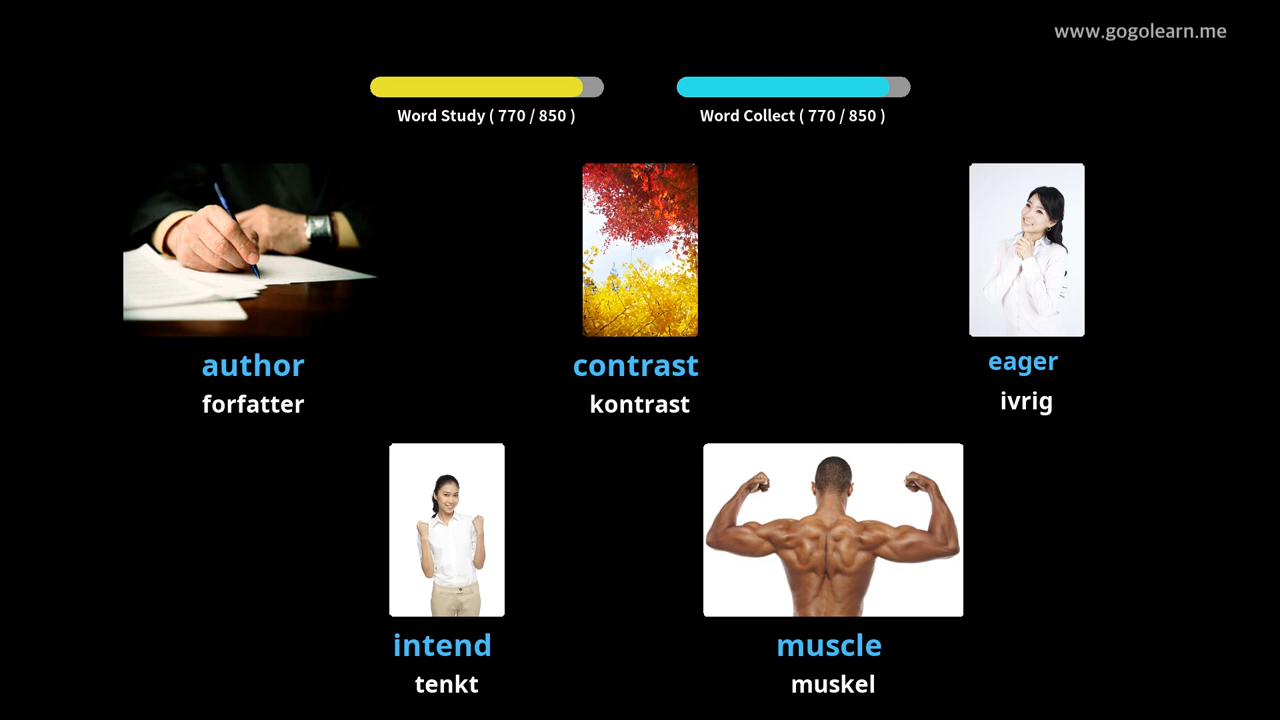 www.gogolearn.me
Word Study ( 770 / 850 )
Word Collect ( 770 / 850 )
author
forfatter
contrast
kontrast
eager
ivrig
intend
tenkt
muscle
muskel